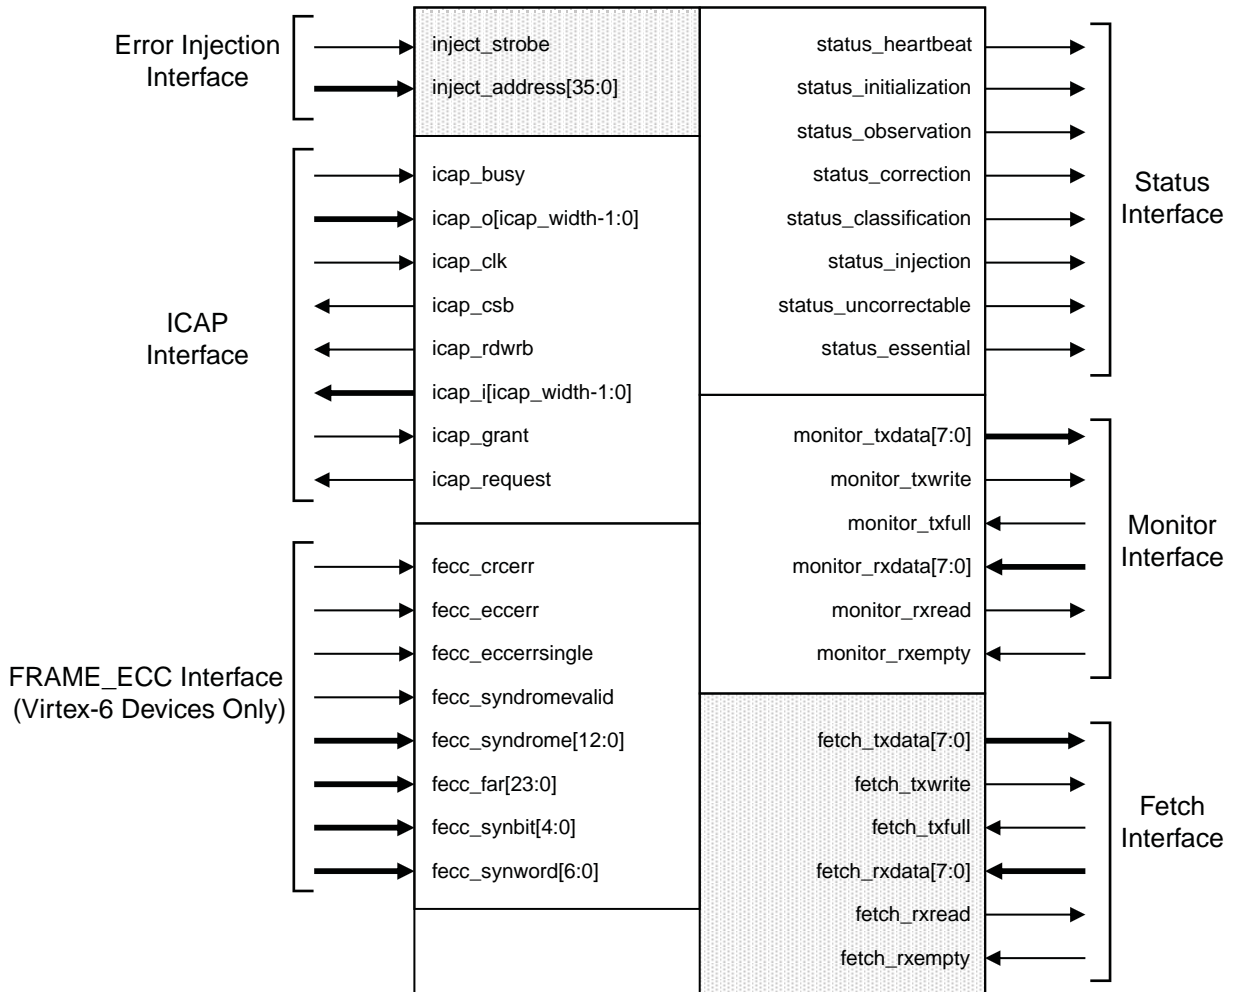 Error Injection
Interface
inject_strobe
inject_address[35:0]
ICAP
Interface
icap_busy
icap_o[icap_width-1:0]
icap_clk
icap_csb
icap_rdwrb
icap_i[icap_width-1:0]
icap_grant
icap_request
FRAME_ECC Interface
(Virtex-6 Devices Only)
fecc_crcerr
fecc_eccerr
fecc_eccerrsingle
fecc_syndromevalid
fecc_syndrome[12:0]
fecc_far[23:0]
fecc_synbit[4:0]
fecc_synword[6:0]
status_heartbeat
status_initialization
status_observation
status_correction
status_classification
status_injection
status_uncorrectable
status_essential
Status
Interface
monitor_txdata[7:0]
monitor_txwrite
monitor_txfull
monitor_rxdata[7:0]
monitor_rxread
monitor_rxempty
Monitor
Interface
fetch_txdata[7:0]
fetch_txwrite
fetch_txfull
fetch_rxdata[7:0]
fetch_rxread
fetch_rxempty
Fetch
Interface